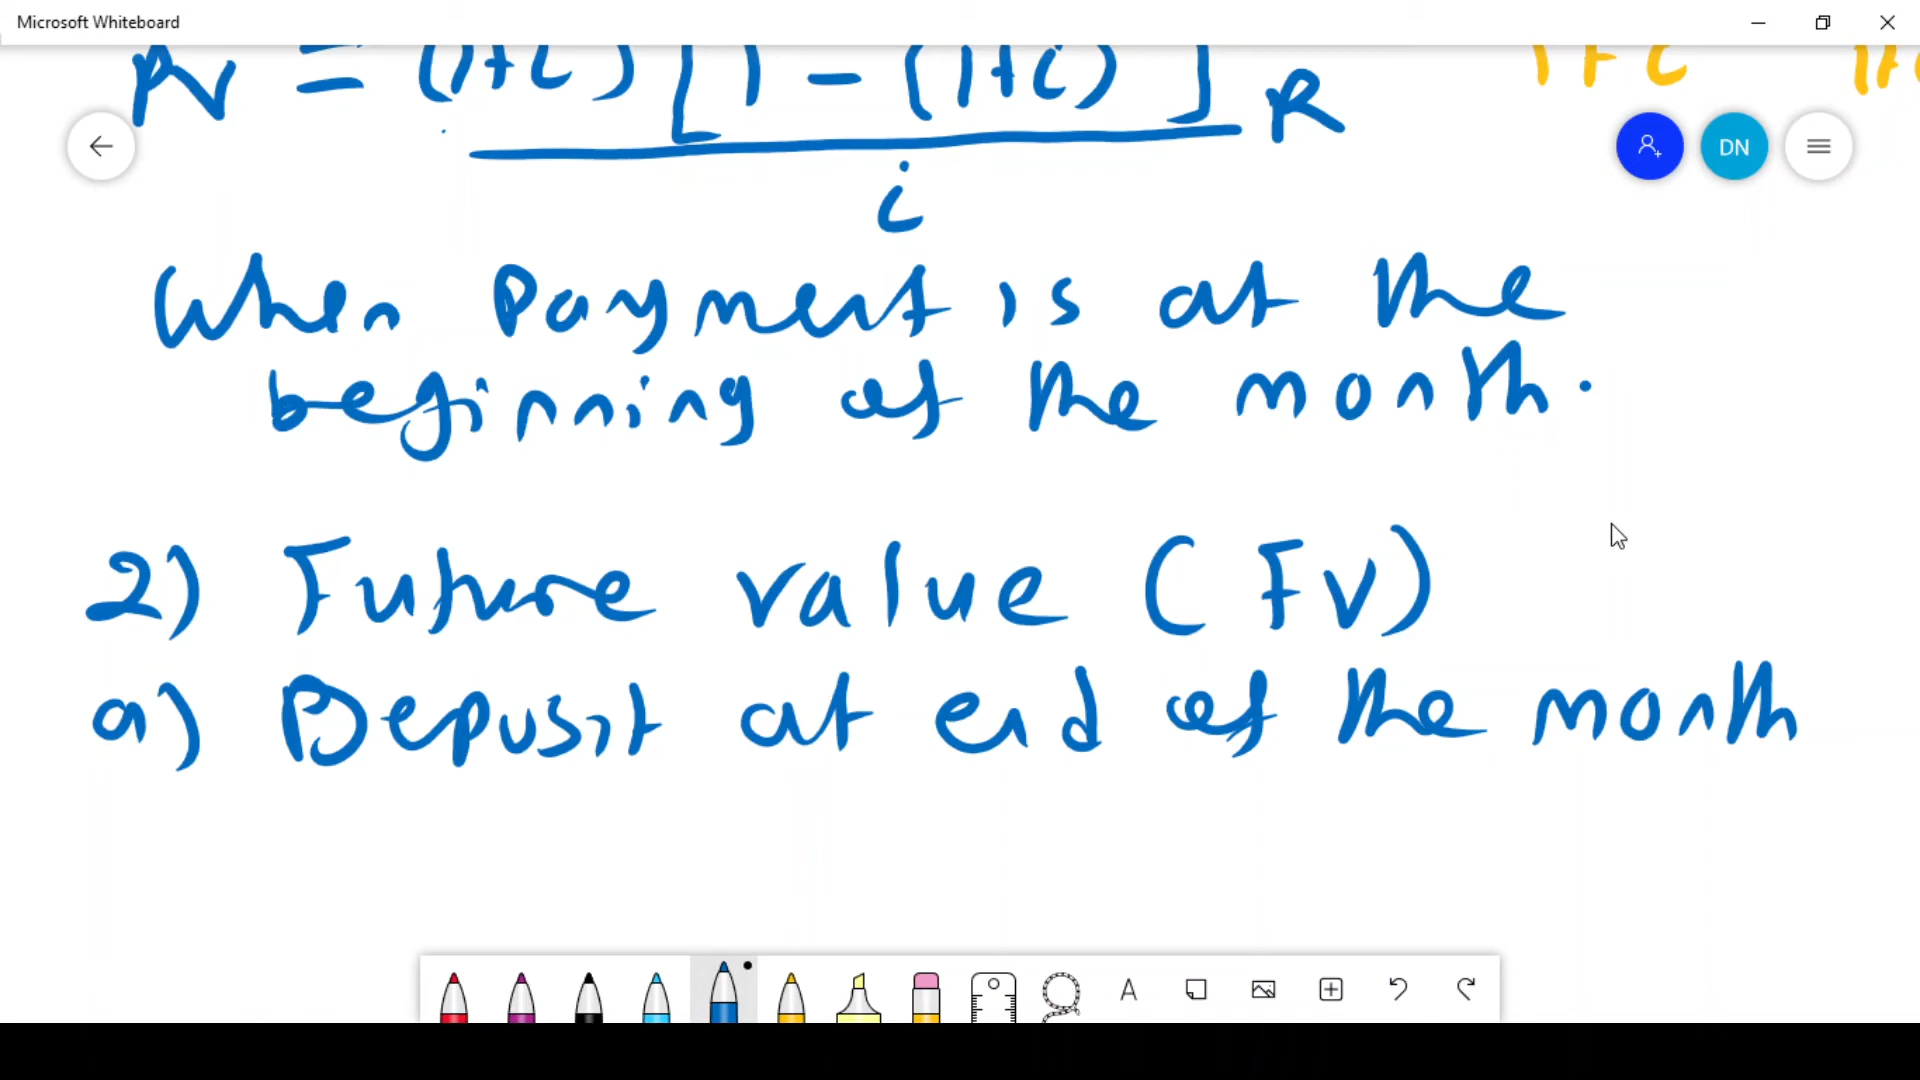 Microsoft Whiteboard
PV = (1+i) [1 - (1+i) ] R
i
1+i
DN
When Payment is at the
beginning of the month.
2) Future value (FV)
a) Deposit at end of the month
A